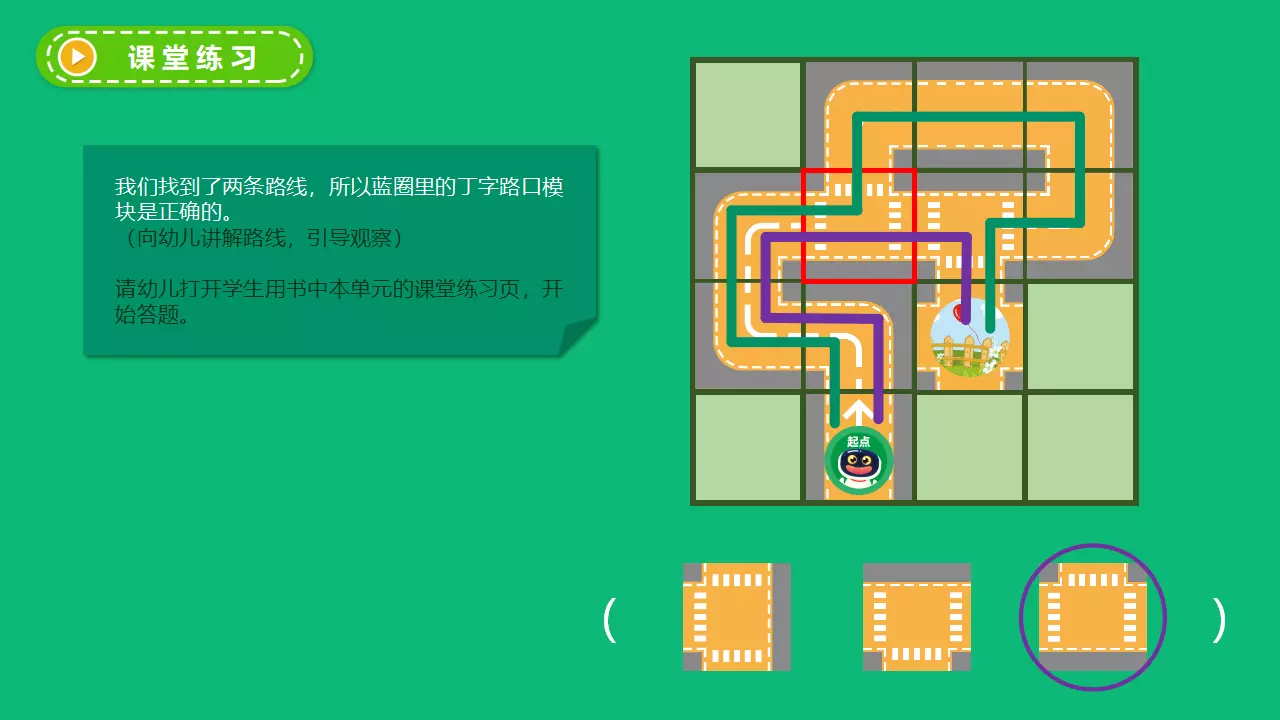 课堂练习
我们找到了两条路线，所以蓝圈里的丁字路口模
块是正确的。
（向幼儿讲解路线，引导观察）
请幼儿打开学生用书中本单元的课堂练习页，开
始答题。
起点
( )